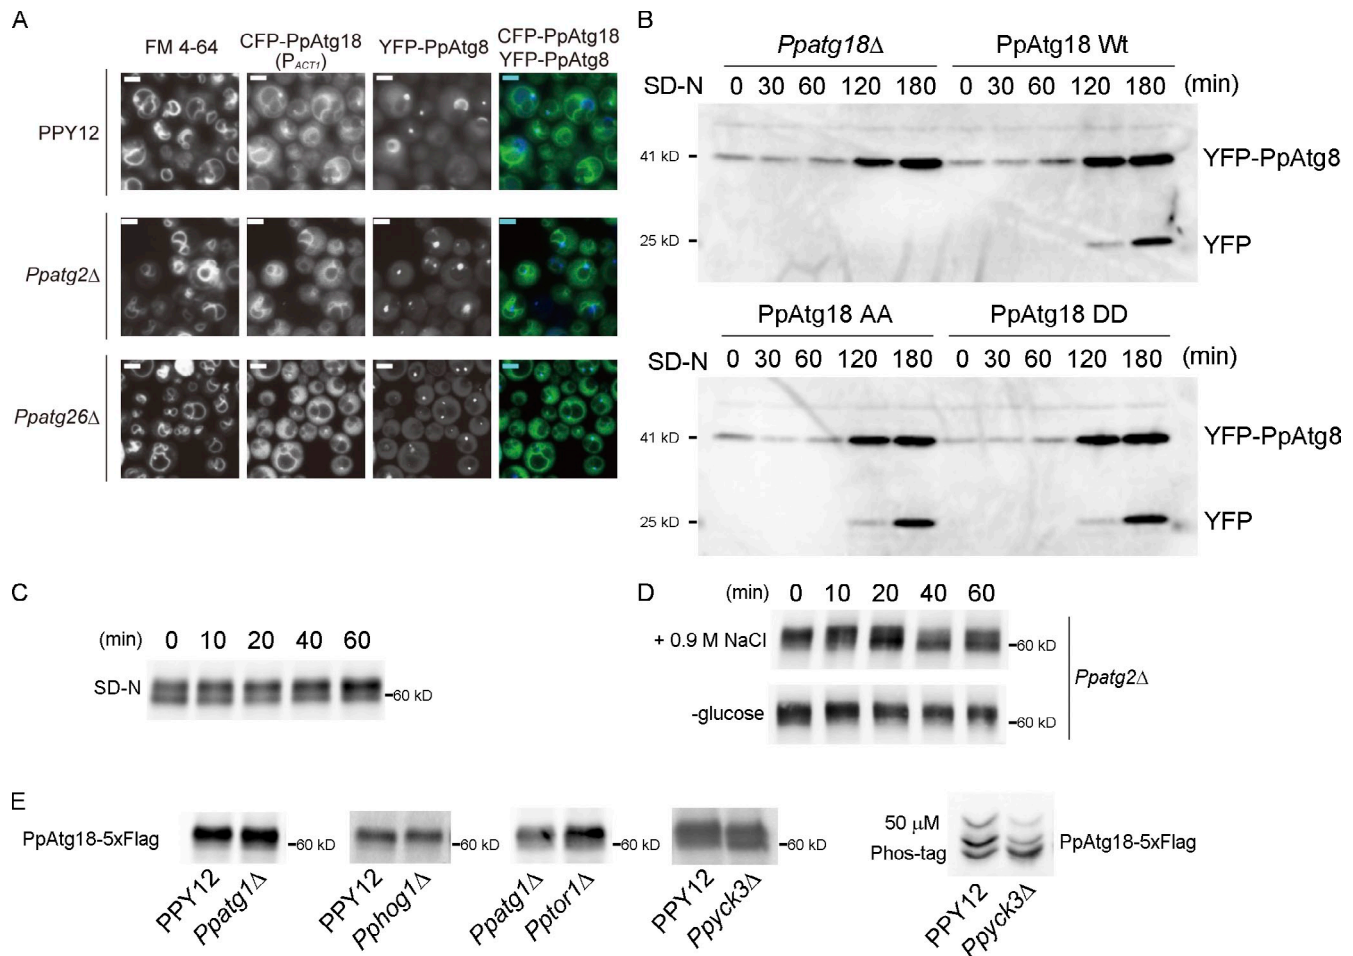 A
FM 4-64 CFP-PpAtg18 (P_ACT1) YFP-PpAtg8 CFP-PpAtg18 YFP-PpAtg8
PPY12
Ppatg2Δ
Ppatg26Δ
B
Ppatg18Δ PpAtg18 Wt
SD-N 0 30 60 120 180 0 30 60 120 180 (min)
41 kD YFP-PpAtg8
25 kD YFP
PpAtg18 AA PpAtg18 DD
SD-N 0 30 60 120 180 0 30 60 120 180 (min)
41 kD YFP-PpAtg8
25 kD YFP
C
(min) 0 10 20 40 60
SD-N 60 kD
D
(min) 0 10 20 40 60
+ 0.9 M NaCl 60 kD
Ppatg2Δ
-glucose 60 kD
E
PpAtg18-5xFlag 60 kD 60 kD 60 kD 60 kD
PPY12 Ppatg1Δ PPY12 Pphog1Δ Ppatg1Δ Pptor1Δ PPY12 Ppyck3Δ
50 μM
Phos-tag PpAtg18-5xFlag
PPY12 Ppyck3Δ